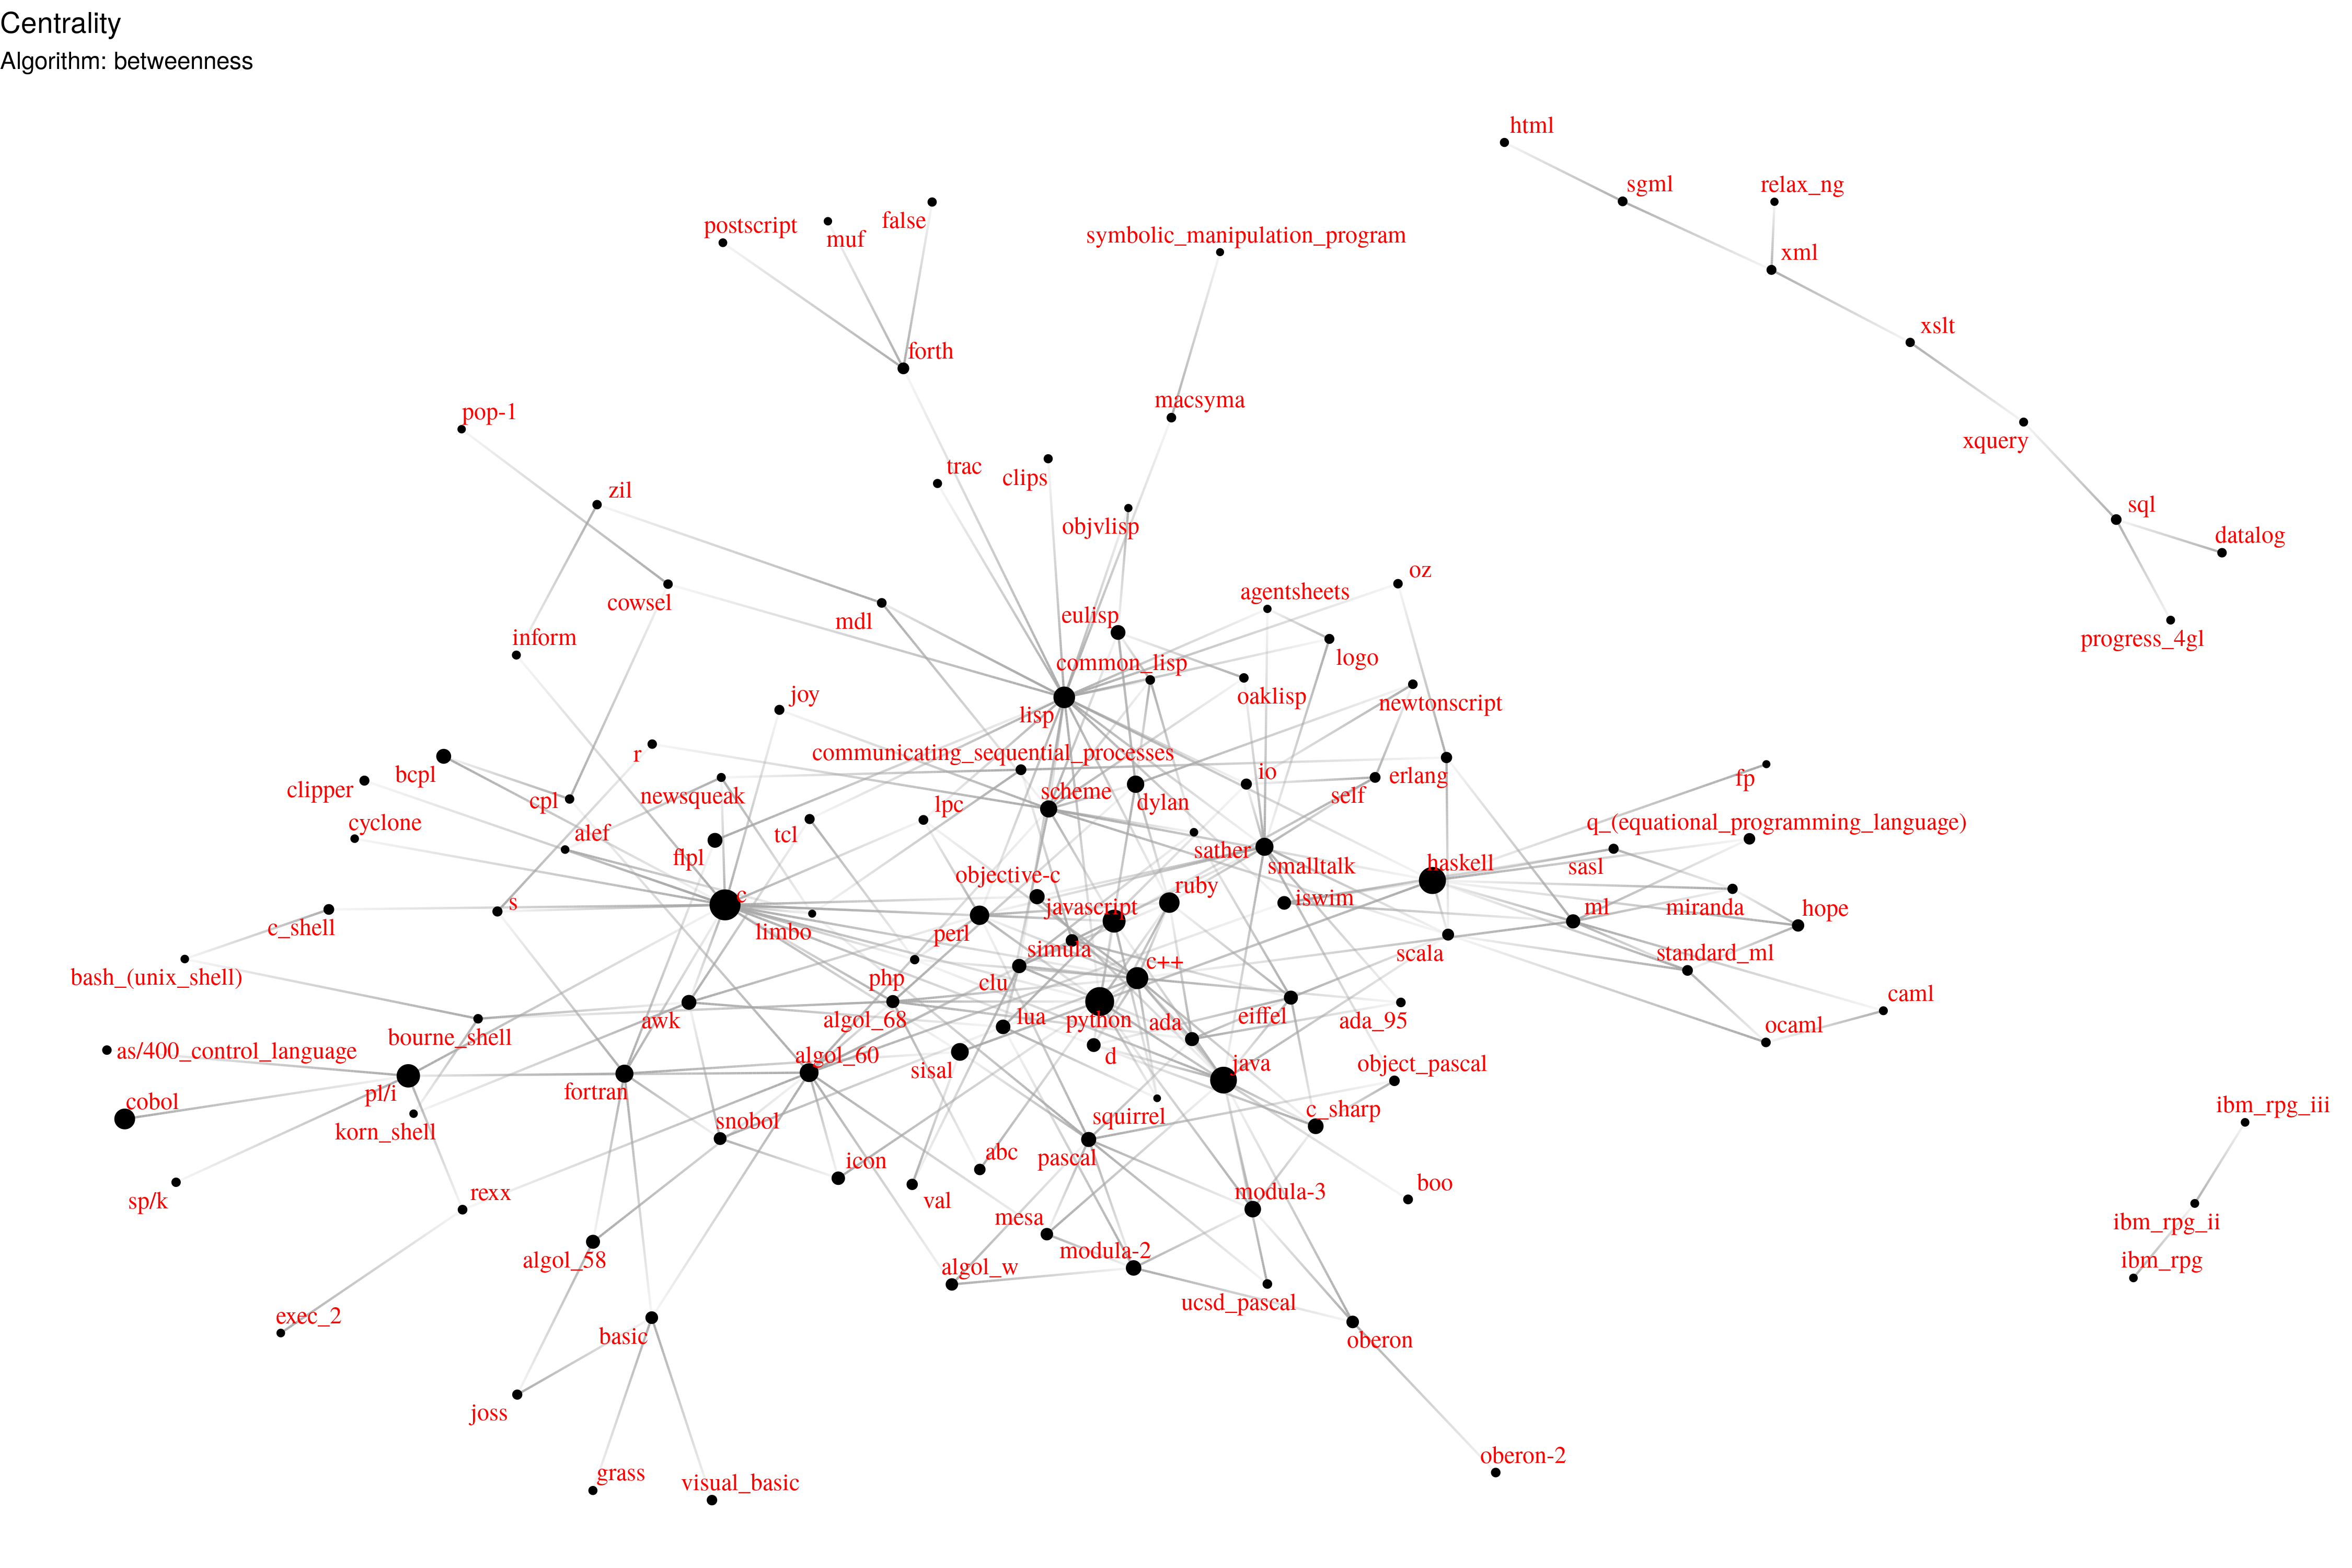 Centrality
Algorithm: betweenness
html
sgml
relax_ng
postscript
muf
false
symbolic_manipulation_program
xml
xslt
forth
macsyma
pop-1
xquery
trac
clips
zil
sql
objvlisp
datalog
oz
agentsheets
cowsel
eulisp
mdl
inform
progress_4gl
logo
common_lisp
joy
oaklisp
newtonscript
lisp
r
communicating_sequential_processes
bcpl
io
erlang
fp
clipper
cpl
newsqueak
lpc
scheme
dylan
self
cyclone
alef
tcl
q_(equational_programming_language)
flpl
sather
smalltalk
haskell
sasl
objective-c
ruby
c
s
javascript
iswim
ml
miranda
hope
c_shell
limbo
perl
simula
scala
standard_ml
bash_(unix_shell)
php
clu
c++
caml
awk
algol_68
lua
python
ada
eiffel
ada_95
ocaml
bourne_shell
as/400_control_language
algol_60
sisal
d
java
object_pascal
pl/i
fortran
cobol
korn_shell
snobol
squirrel
c_sharp
ibm_rpg_iii
icon
abc
pascal
sp/k
rexx
val
modula-3
boo
mesa
ibm_rpg_ii
algol_58
algol_w
modula-2
ibm_rpg
ucsd_pascal
exec_2
basic
oberon
joss
grass
visual_basic
oberon-2